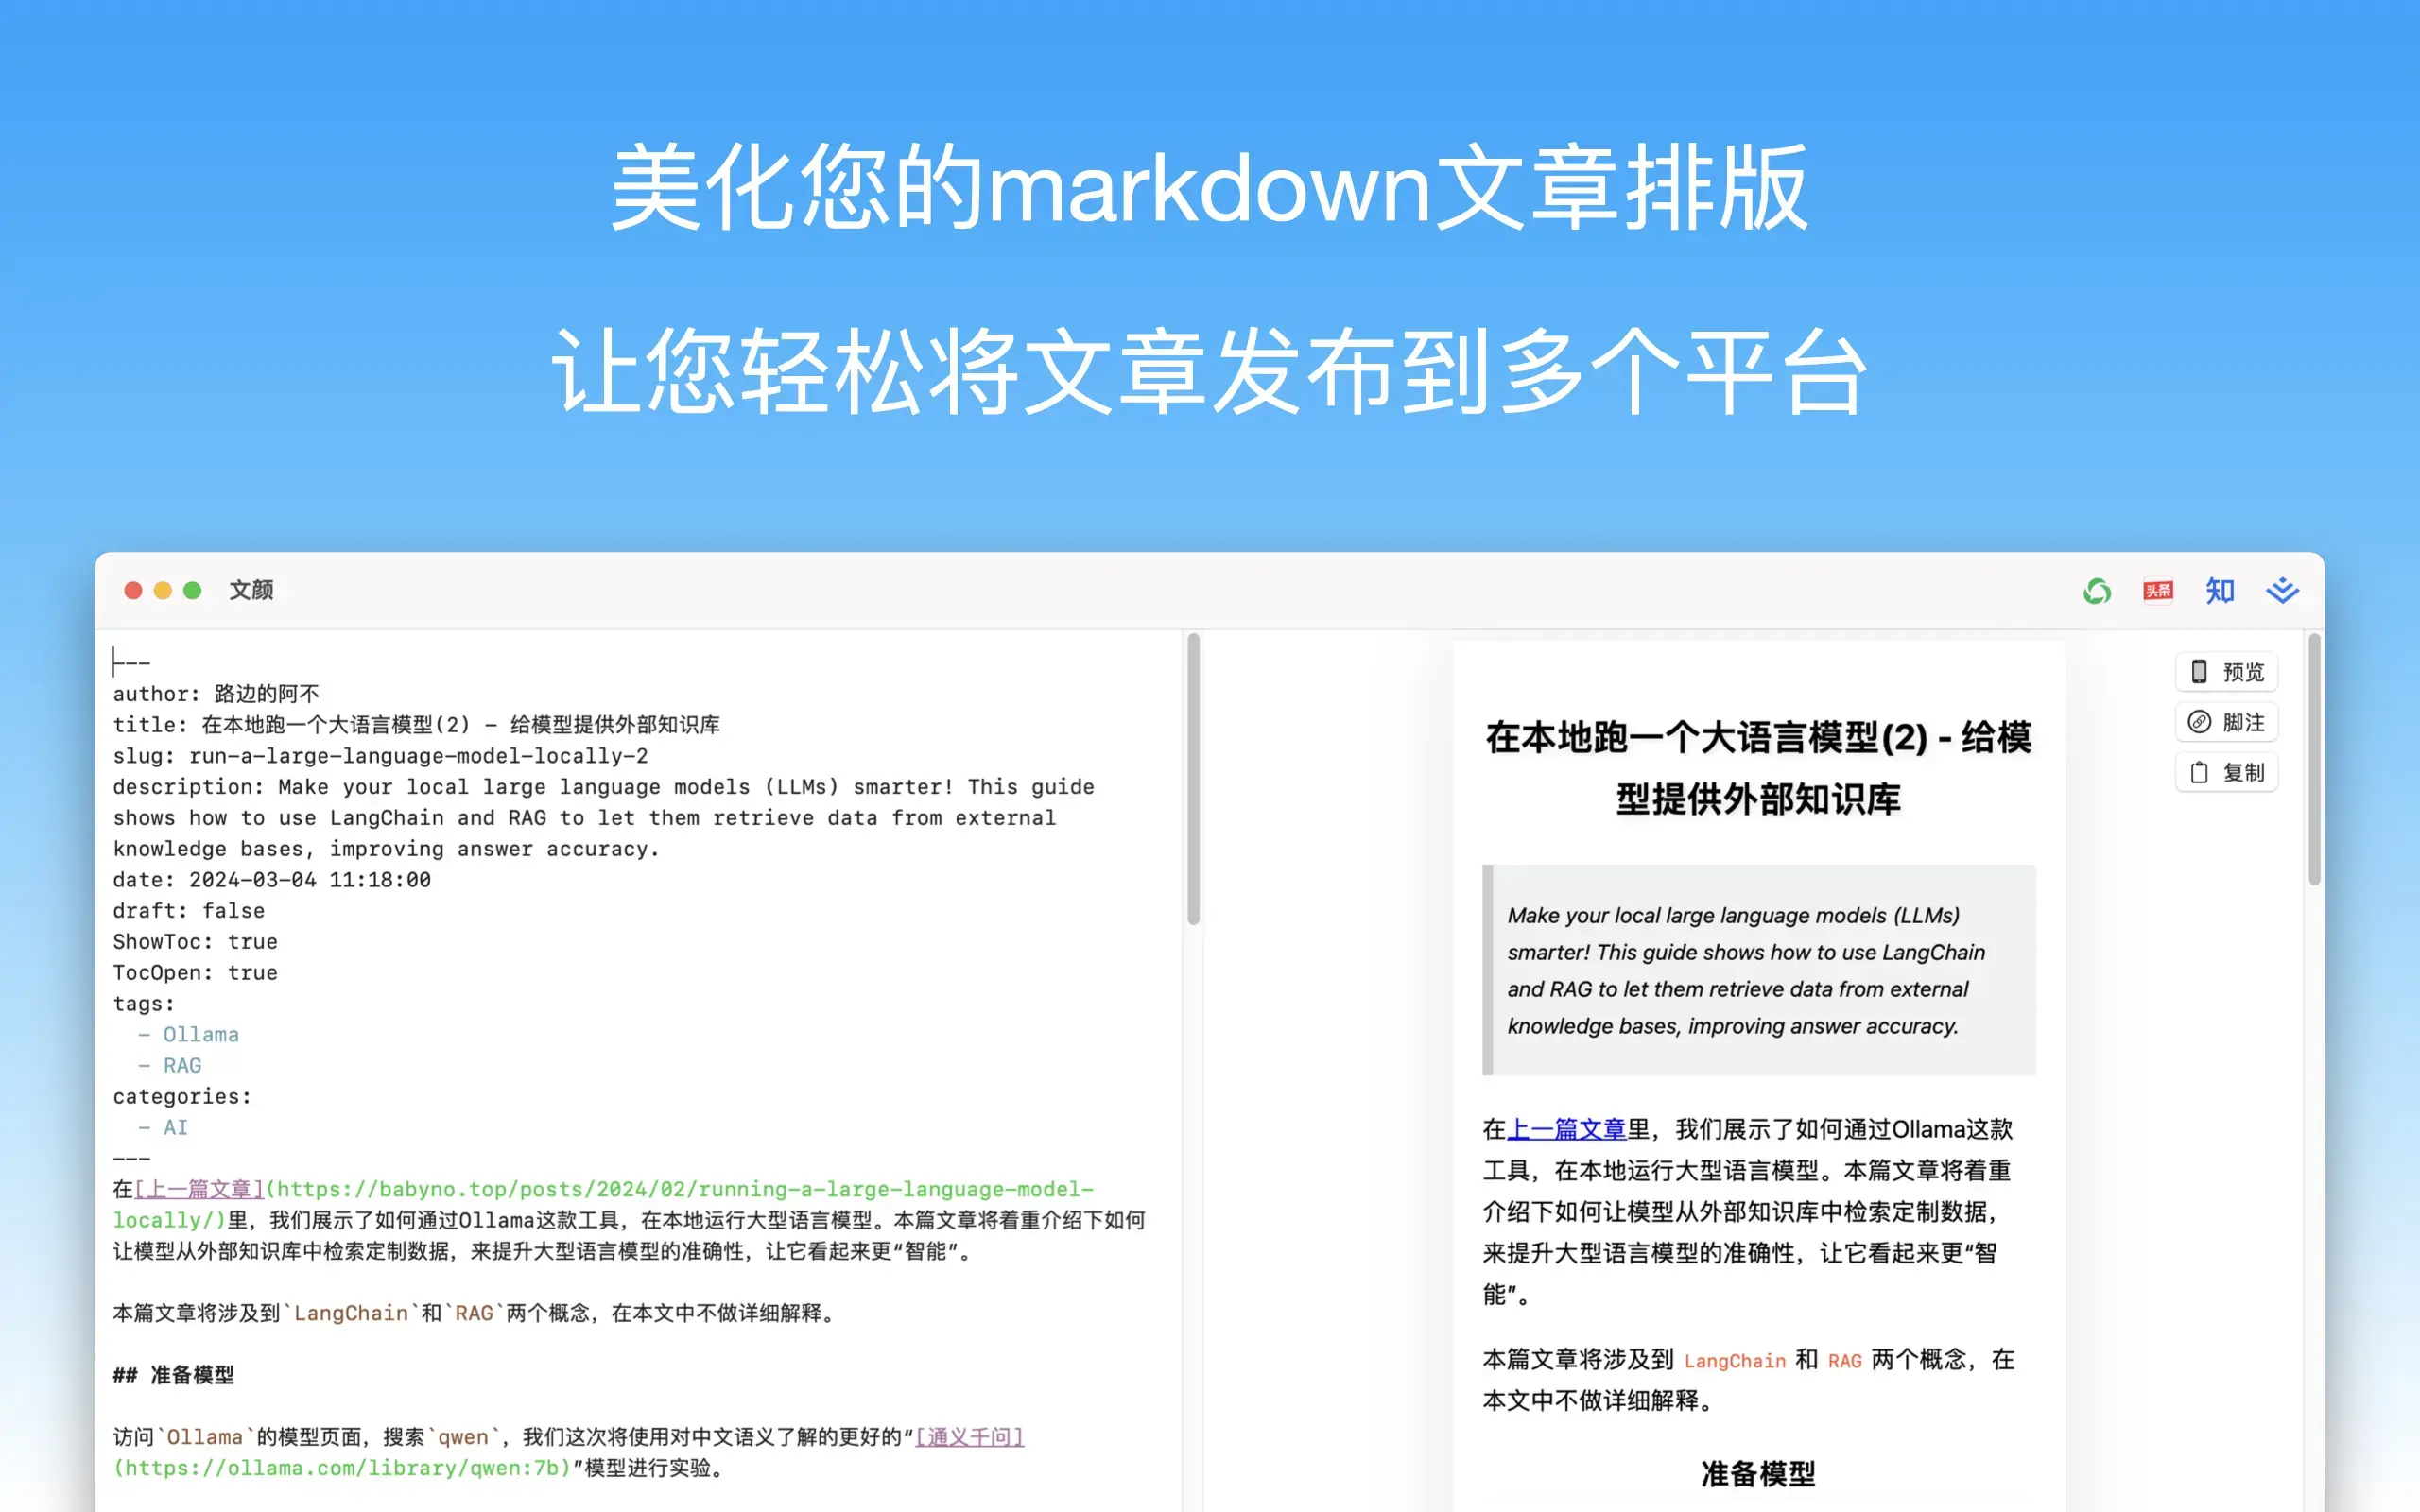 美化您的markdown文章排版
让您轻松将文章发布到多个平台
文颜
头条
知
---
author: 路边的阿不
title: 在本地跑一个大语言模型(2) - 给模型提供外部知识库
slug: run-a-large-language-model-locally-2
description: Make your local large language models (LLMs) smarter! This guide
shows how to use LangChain and RAG to let them retrieve data from external
knowledge bases, improving answer accuracy.
date: 2024-03-04 11:18:00
draft: false
ShowToc: true
TocOpen: true
tags:
- Ollama
- RAG
categories:
- AI
---
在[上一篇文章](https://babyno.top/posts/2024/02/running-a-large-language-model-
locally/)里，我们展示了如何通过Ollama这款工具，在本地运行大型语言模型。本篇文章将着重介绍下如何
让模型从外部知识库中检索定制数据，来提升大型语言模型的准确性，让它看起来更“智能”。
本篇文章将涉及到`LangChain`和`RAG`两个概念，在本文中不做详细解释。
## 准备模型
访问`Ollama`的模型页面，搜索`qwen`，我们这次将使用对中文语义了解的更好的“[通义千问]
(https://ollama.com/library/qwen:7b)”模型进行实验。
在本地跑一个大语言模型(2) - 给模
型提供外部知识库
Make your local large language models (LLMs)
smarter! This guide shows how to use LangChain
and RAG to let them retrieve data from external
knowledge bases, improving answer accuracy.
在上一篇文章里，我们展示了如何通过Ollama这款
工具，在本地运行大型语言模型。本篇文章将着重
介绍下如何让模型从外部知识库中检索定制数据，
来提升大型语言模型的准确性，让它看起来更“智
能”。
本篇文章将涉及到 LangChain 和 RAG 两个概念，在
本文中不做详细解释。
准备模型
预览
脚注
复制